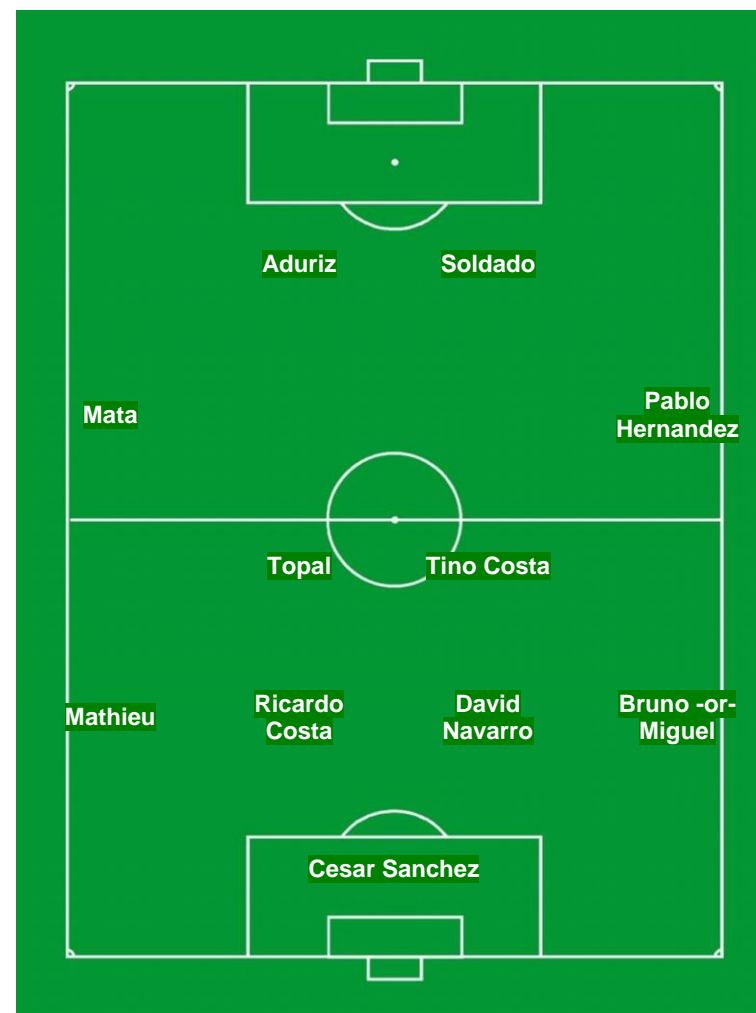 Aduriz
Soldado
Mata
Pablo
Hernandez
Topal
Tino Costa
Mathieu
Ricardo
Costa
David
Navarro
Bruno -or-
Miguel
Cesar Sanchez